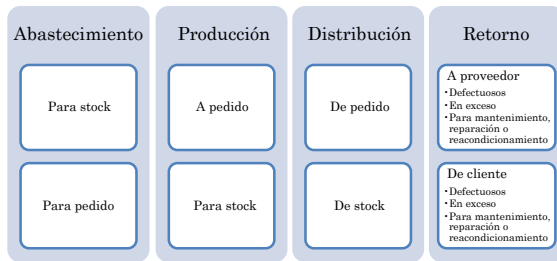 Abastecimiento
Para stock
Para pedido
Producción
A pedido
Para stock
Distribución
De pedido
De stock
Retorno
A proveedor
•Defectuosos
•En exceso
•Para mantenimiento,
reparación o
reacondicionamiento
De cliente
•Defectuosos
•En exceso
•Para mantenimiento,
reparación o
reacondicionamiento